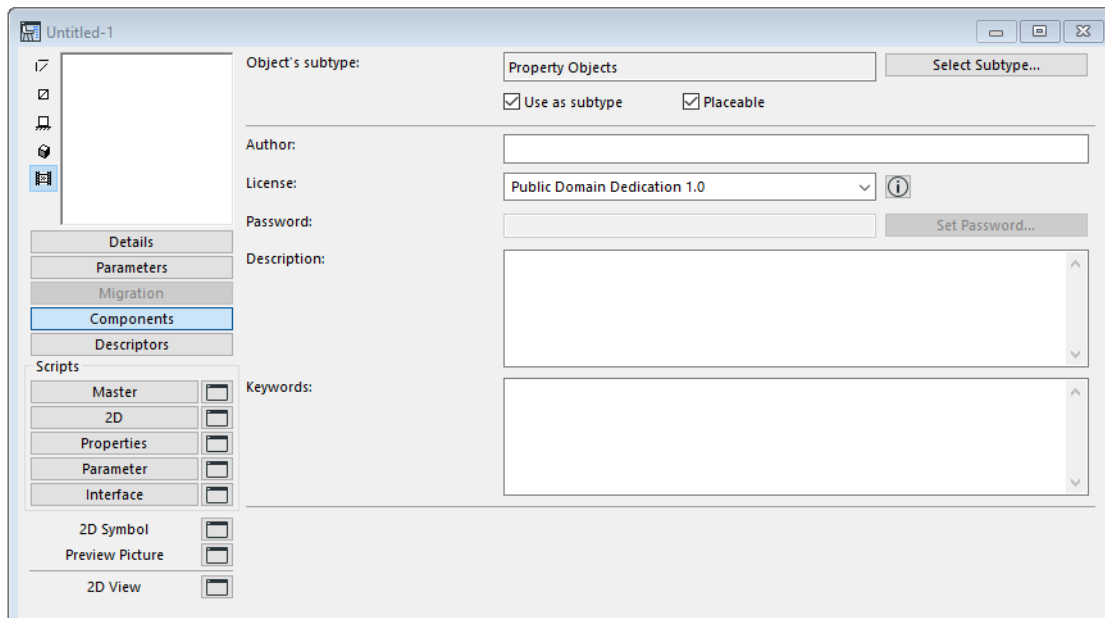 Untitled-1
Object's subtype:
Property Objects
Select Subtype...
Use as subtype
Placeable
Author:
License:
Public Domain Dedication 1.0
Password:
Set Password...
Description:
Keywords:
Details
Parameters
Migration
Components
Descriptors
Scripts
Master
2D
Properties
Parameter
Interface
2D Symbol
Preview Picture
2D View